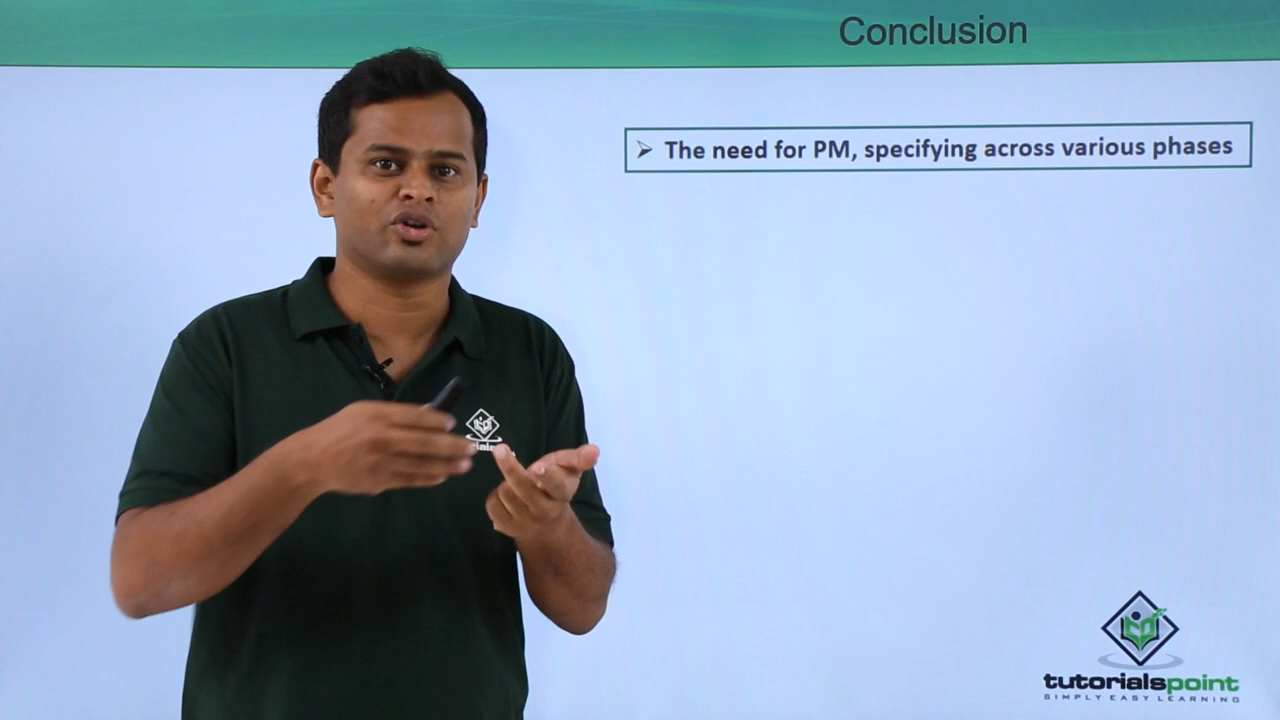 Conclusion
The need for PM, specifying across various phases
tutorialspoint
SIMPLY EASY LEARNING